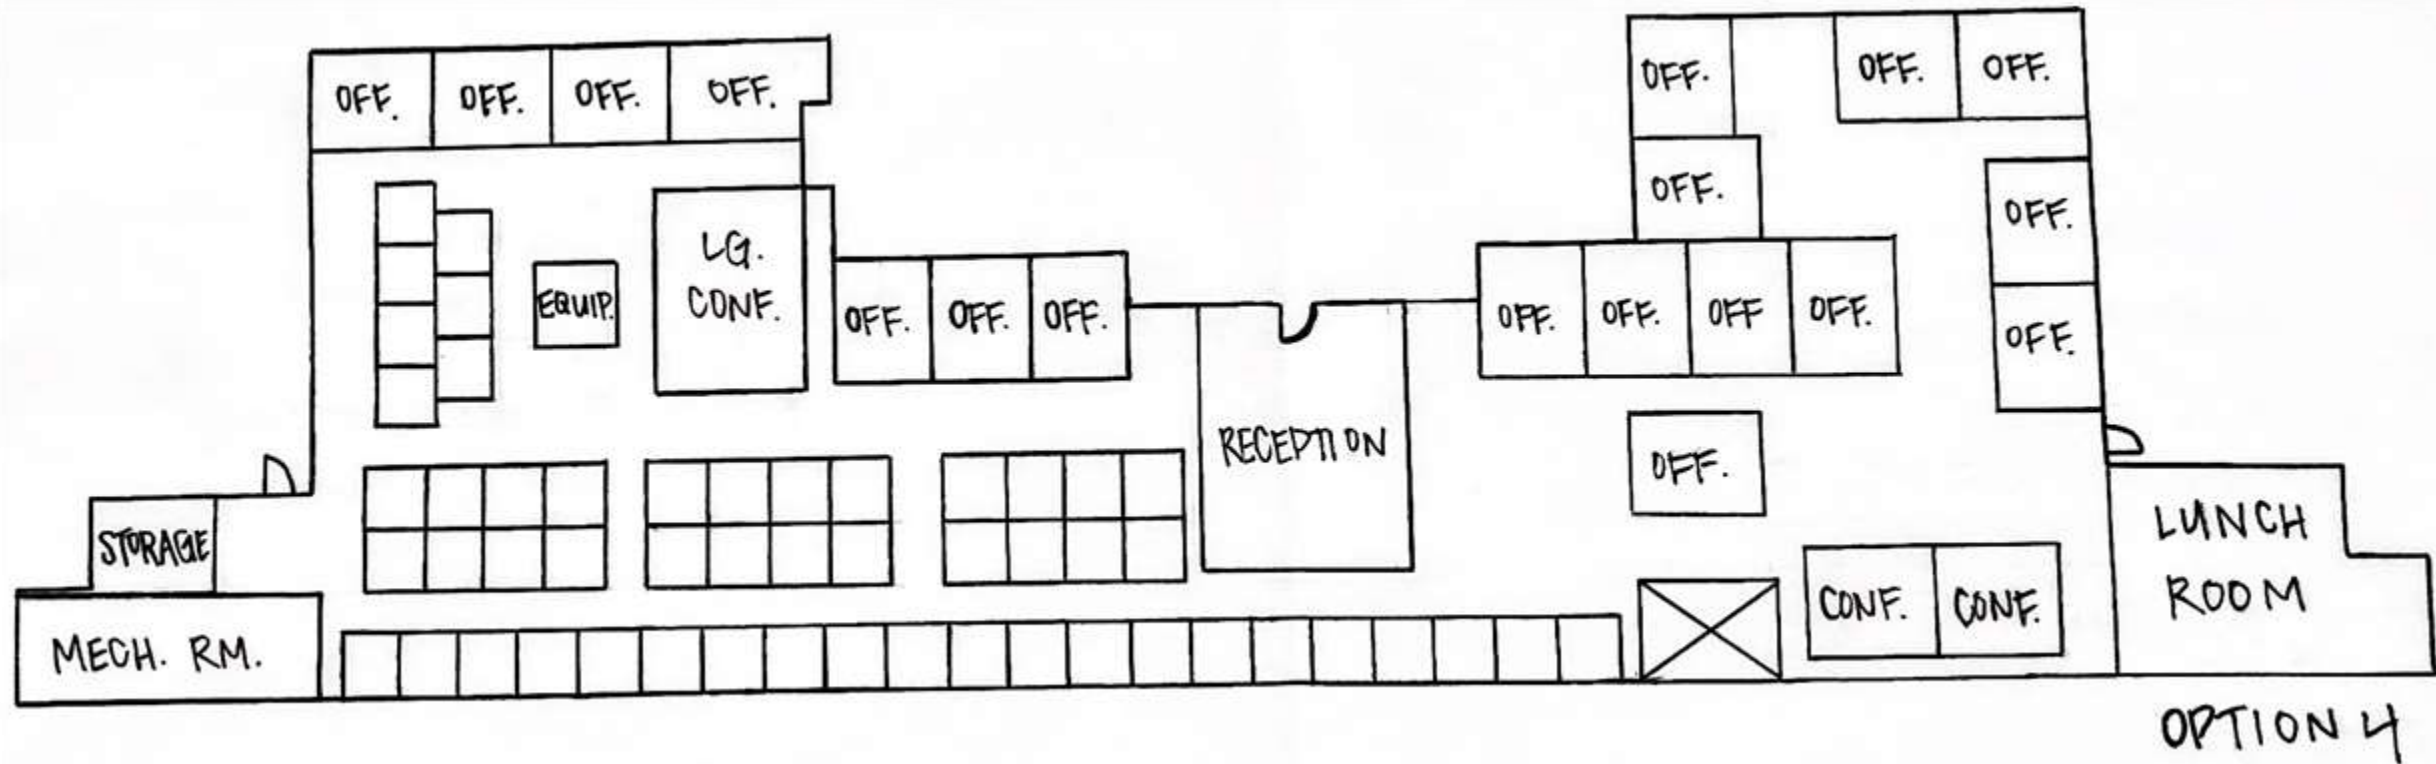 OFF. OFF. OFF. OFF.
OFF. OFF. OFF.
OFF.
OFF.
LG.
CONF.
EQUIP.
OFF. OFF. OFF.
OFF. OFF. OFF OFF.
OFF.
RECEPTION
OFF.
STORAGE
LUNCH
ROOM
CONF. CONF.
MECH. RM.
OPTION 4